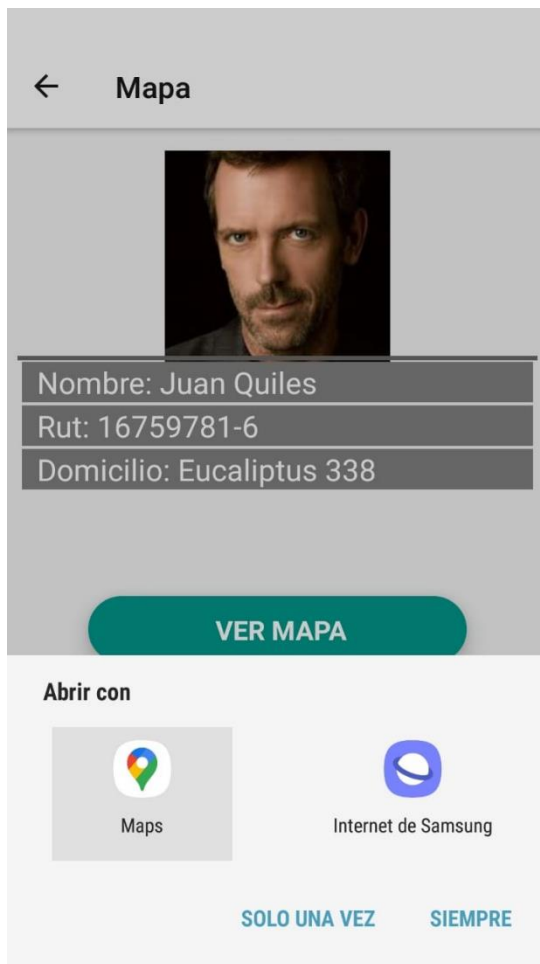 Mapa
Nombre: Juan Quiles
Rut: 16759781-6
Domicilio: Eucaliptus 338
VER MAPA
Abrir con
Maps
Internet de Samsung
SOLO UNA VEZ
SIEMPRE